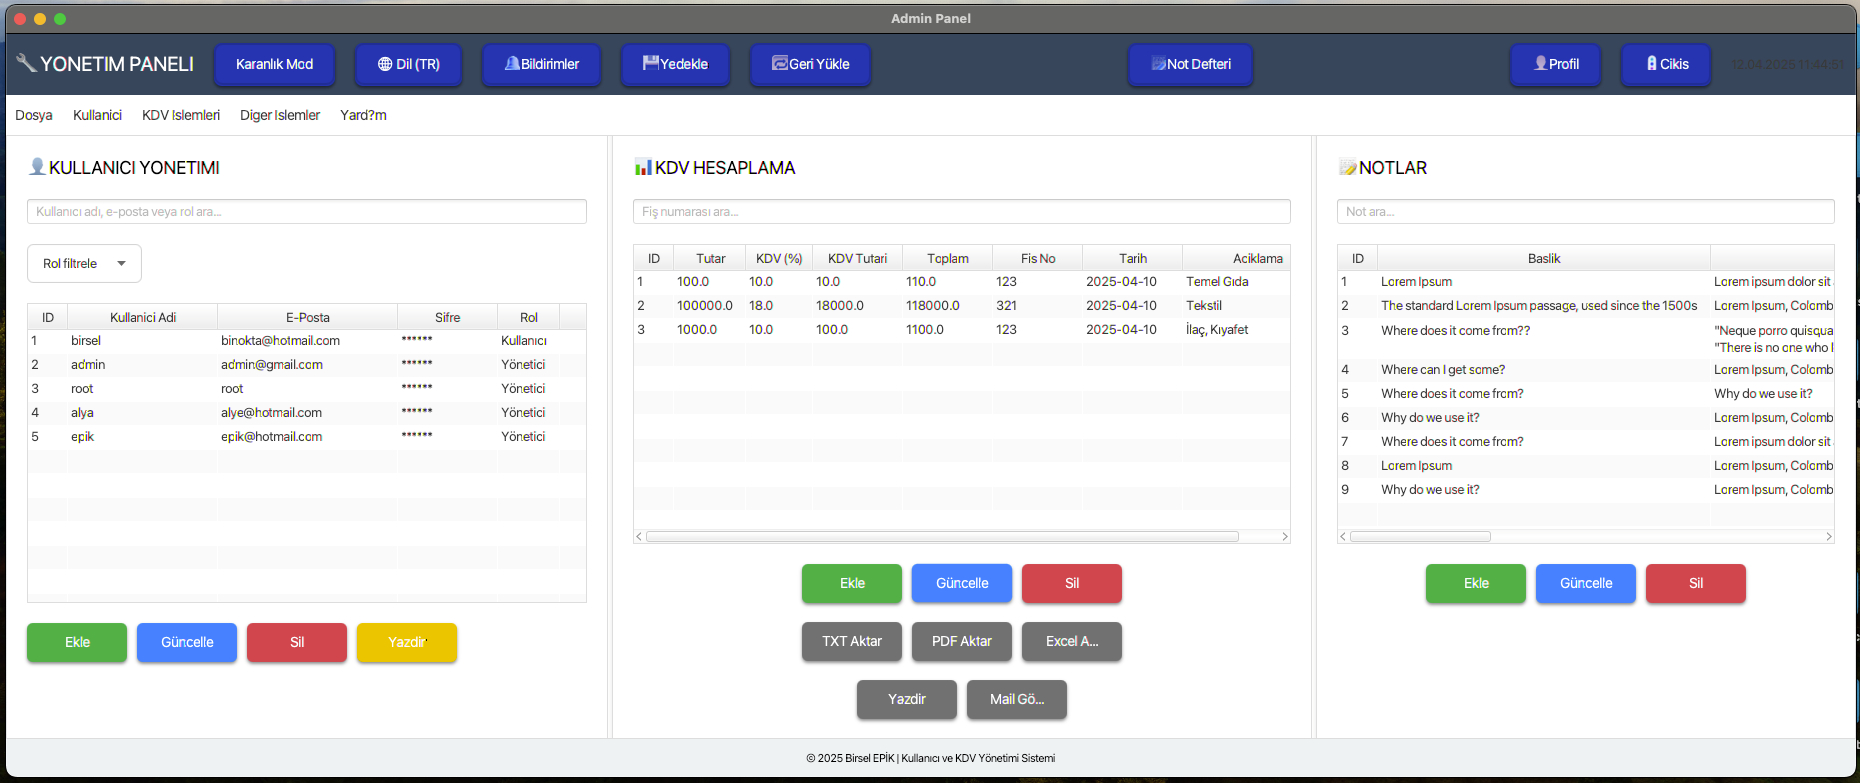 Admin Panel
YONETIM PANELI
Karanlık Mod
Dil (TR)
Bildirimler
Yedekle
Geri Yükle
Not Defteri
Profil
Cikis
12.04.2025 11:44:51
Dosya Kullanici KDV Islemleri Diger Islemler Yard?m
KULLANICI YONETIMI
Kullanıcı adı, e-posta veya rol ara...
Rol filtrele
ID Kullanici Adi E-Posta Sifre Rol
1 birsel binokta@hotmail.com ****** Kullanıcı
2 admin admin@gmail.com ****** Yönetici
3 root root ****** Yönetici
4 alya alye@hotmail.com ****** Yönetici
5 epik epik@hotmail.com ****** Yönetici
Ekle Güncelle Sil Yazdir
KDV HESAPLAMA
Fiş numarası ara...
ID Tutar KDV (%) KDV Tutari Toplam Fis No Tarih Aciklama
1 100.0 10.0 10.0 110.0 123 2025-04-10 Temel Gıda
2 100000.0 18.0 18000.0 118000.0 321 2025-04-10 Tekstil
3 1000.0 10.0 100.0 1100.0 123 2025-04-10 İlaç, Kıyafet
Ekle Güncelle Sil
TXT Aktar PDF Aktar Excel A...
Yazdir Mail Gö...
NOTLAR
Not ara...
ID Baslik
1 Lorem Ipsum Lorem ipsum dolor sit
2 The standard Lorem Ipsum passage, used since the 1500s Lorem Ipsum, Colomb
3 Where does it come from?? "Neque porro quisqua
"There is no one who l
4 Where can I get some? Lorem Ipsum, Colomb
5 Where does it come from? Why do we use it?
6 Why do we use it? Lorem Ipsum, Colomb
7 Where does it come from? Lorem ipsum dolor sit
8 Lorem Ipsum Lorem Ipsum, Colomb
9 Why do we use it? Lorem Ipsum, Colomb
Ekle Güncelle Sil
© 2025 Birsel EPİK | Kullanıcı ve KDV Yönetimi Sistemi